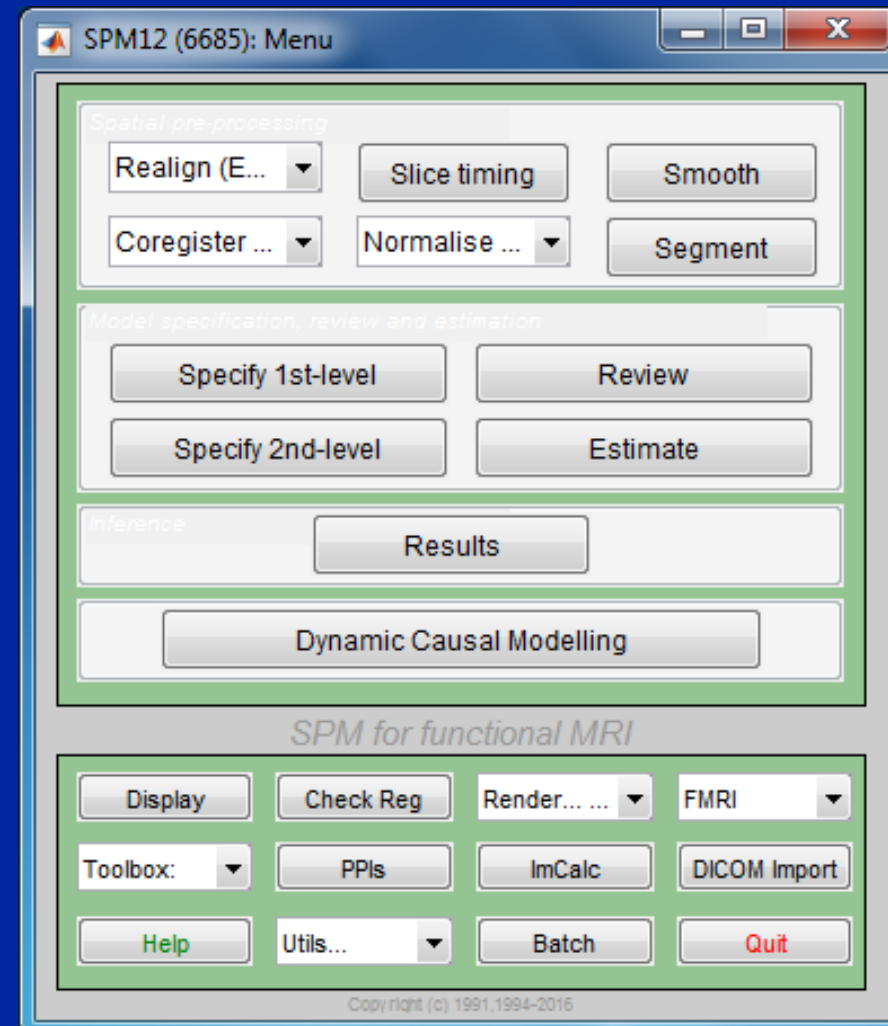 SPM12 (6685): Menu
Spatial pre-processing
Realign (E... Slice timing Smooth
Coregister ... Normalise ... Segment
Model specification, review and estimation
Specify 1st-level Review
Specify 2nd-level Estimate
Inference
Results
Dynamic Causal Modelling
SPM for functional MRI
Display Check Reg Render... ... FMRI
Toolbox: PPIs ImCalc DICOM Import
Help Utils... Batch Quit
Copyright (c) 1991,1994-2016